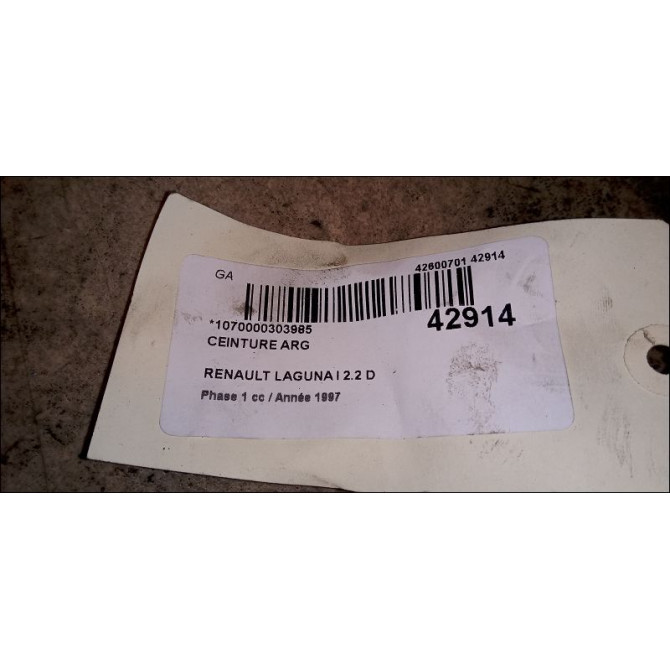 GA
42600701 42914
*1070000303985
42914
CEINTURE ARG
RENAULT LAGUNA I 2.2 D
Phase 1 cc / Année 1997